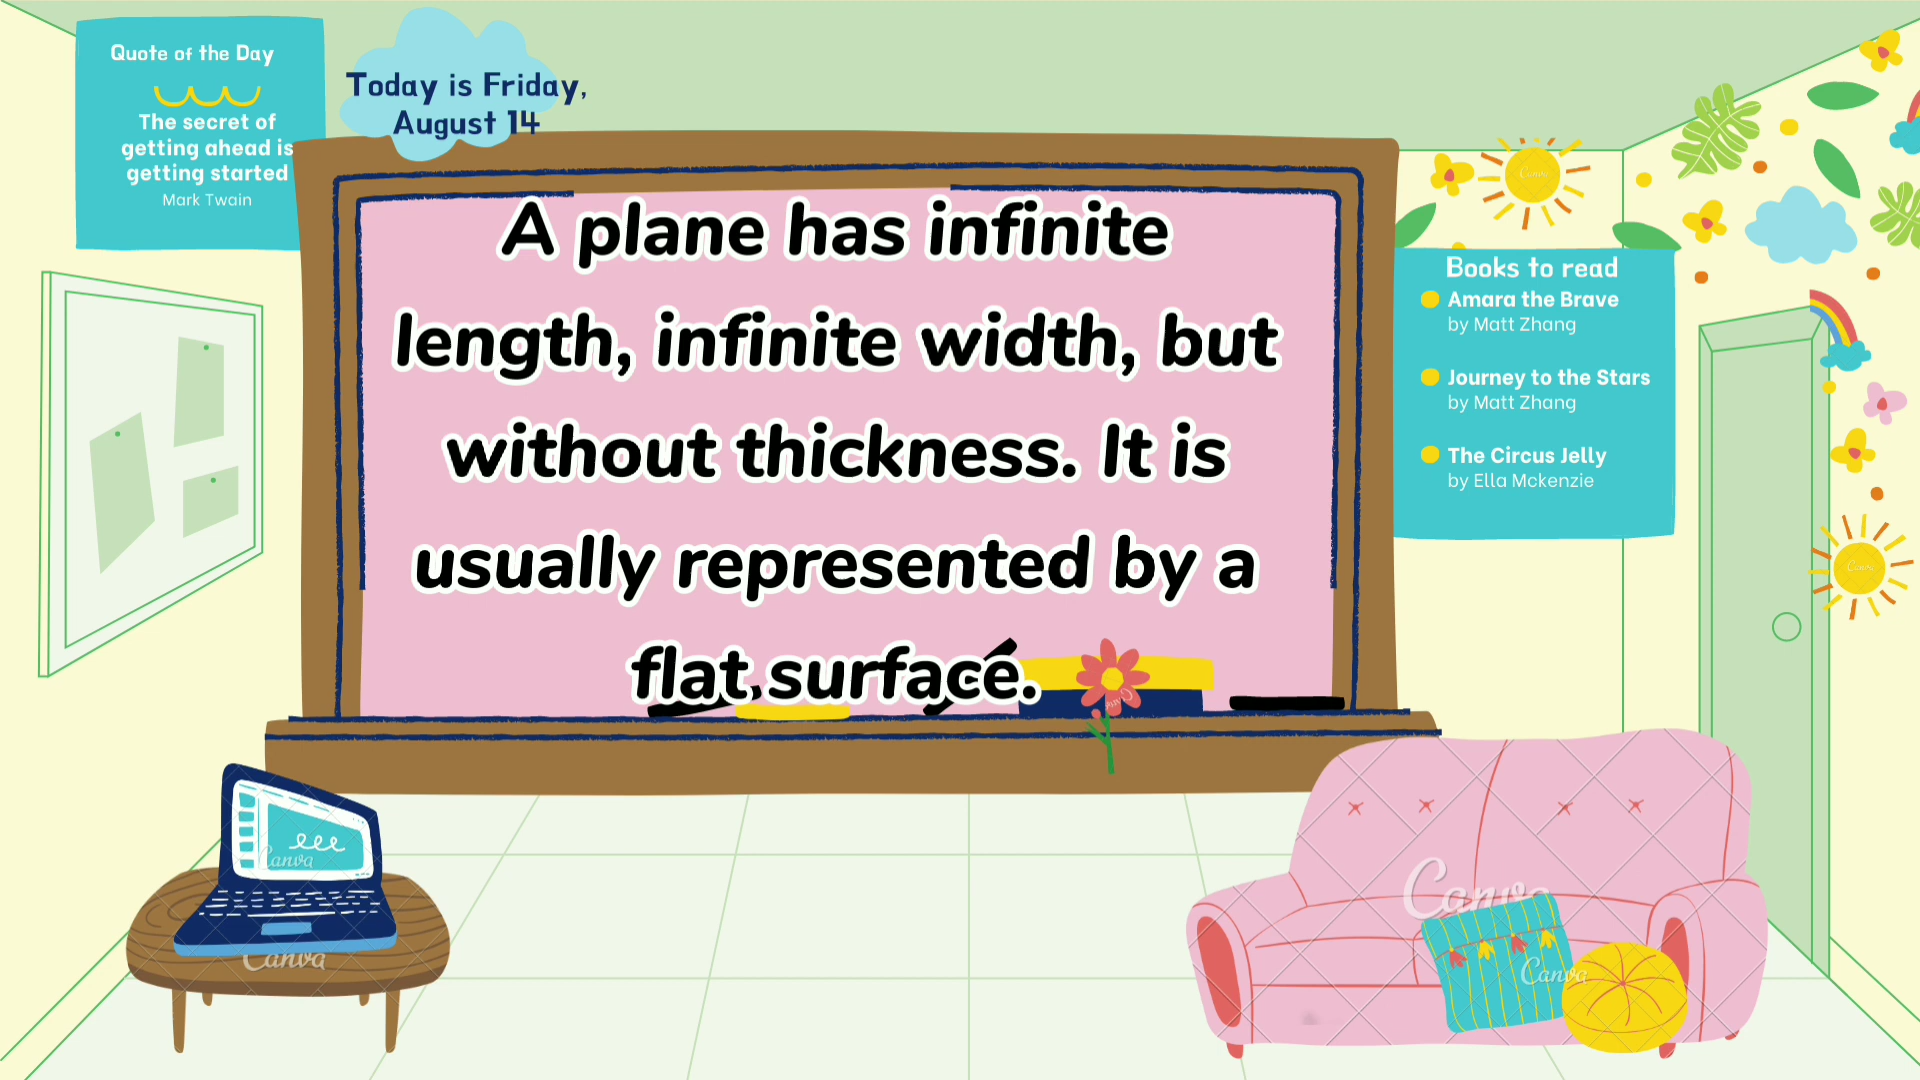 Quote of the Day
The secret of
getting ahead is
getting started
Mark Twain
Today is Friday,
August 14
A plane has infinite
length, infinite width, but
without thickness. It is
usually represented by a
flat surface.
Books to read
Amara the Brave
by Matt Zhang
Journey to the Stars
by Matt Zhang
The Circus Jelly
by Ella Mckenzie
Canva
Canva
Canva
Canva
Canva
Canva
Canva